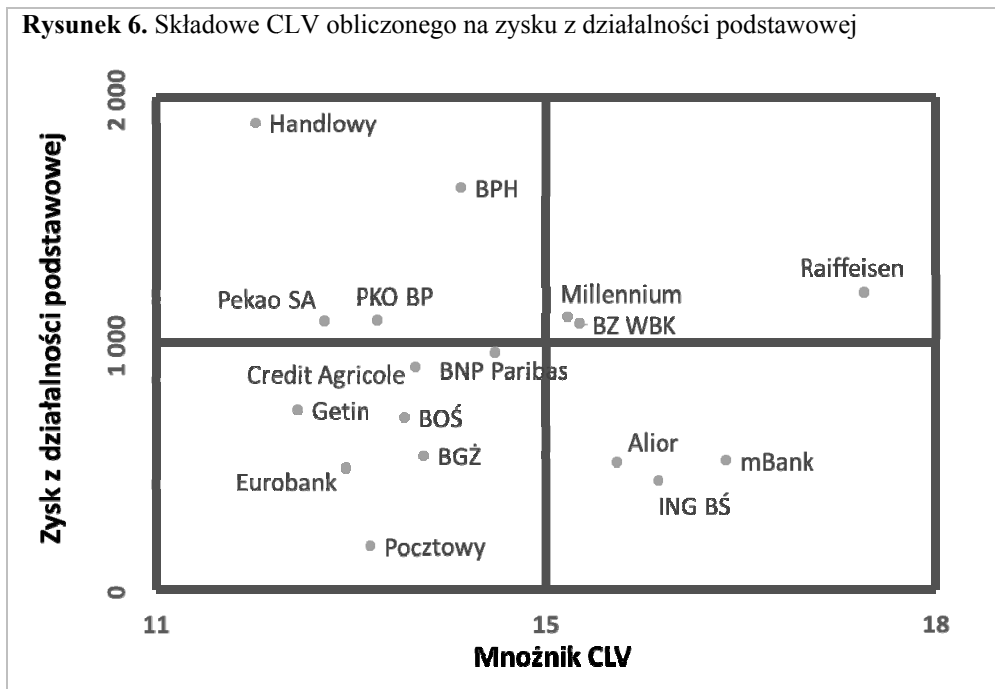 Rysunek 6. Składowe CLV obliczonego na zysku z działalności podstawowej
2 000
Handlowy
BPH
Raiffeisen
Pekao SA
PKO BP
Millennium
BZ WBK
Zysk z działalności podstawowej
1 000
Credit Agricole
BNP Paribas
Getin
BOŚ
Alior
BGŻ
mBank
Eurobank
ING BŚ
Pocztowy
0
11
15
18
Mnożnik CLV